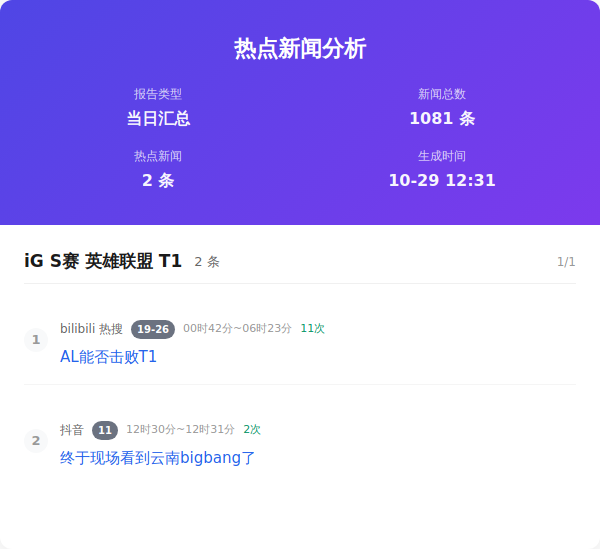 热点新闻分析
报告类型
新闻总数
当日汇总
1081 条
热点新闻
生成时间
2 条
10-29 12:31
iG S赛 英雄联盟 T1 2 条 1/1
1
bilibili 热搜 19-26 00时42分~06时23分 11次
AL能否击败T1
2
抖音 11 12时30分~12时31分 2次
终于现场看到云南bigbang了